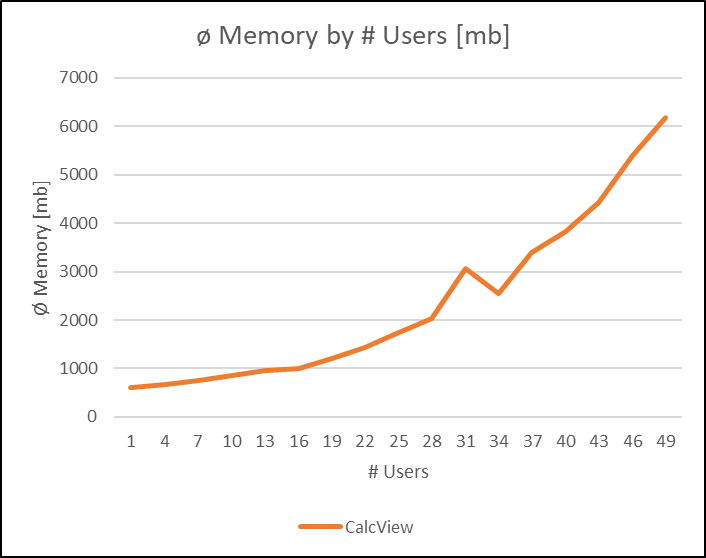 ø Memory by # Users [mb]
7000
6000
5000
4000
3000
2000
1000
0
Ø Memory [mb]
1 4 7 10 13 16 19 22 25 28 31 34 37 40 43 46 49
# Users
CalcView